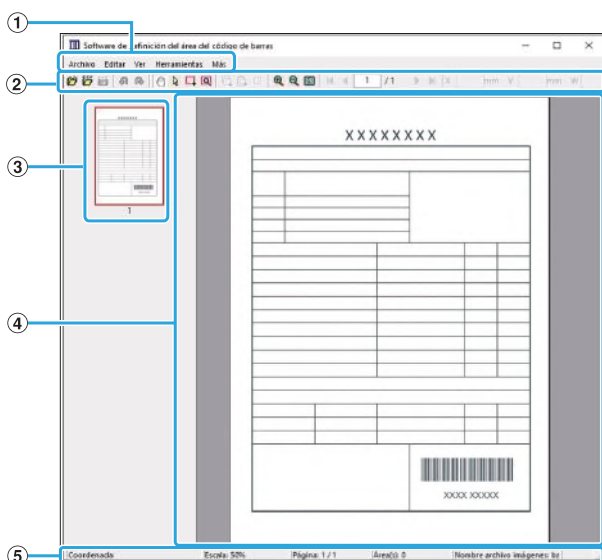 1
Software de definición del área del código de barras
Archivo Editar Ver Herramientas Más
2
1 /1
mm
mm
3
1
XXXXXXXX
4
XXXX XXXXX
5
Coordenada: Escala: 50% Página: 1 / 1 Área(s): 0 Nombre archivo imágenes: ba